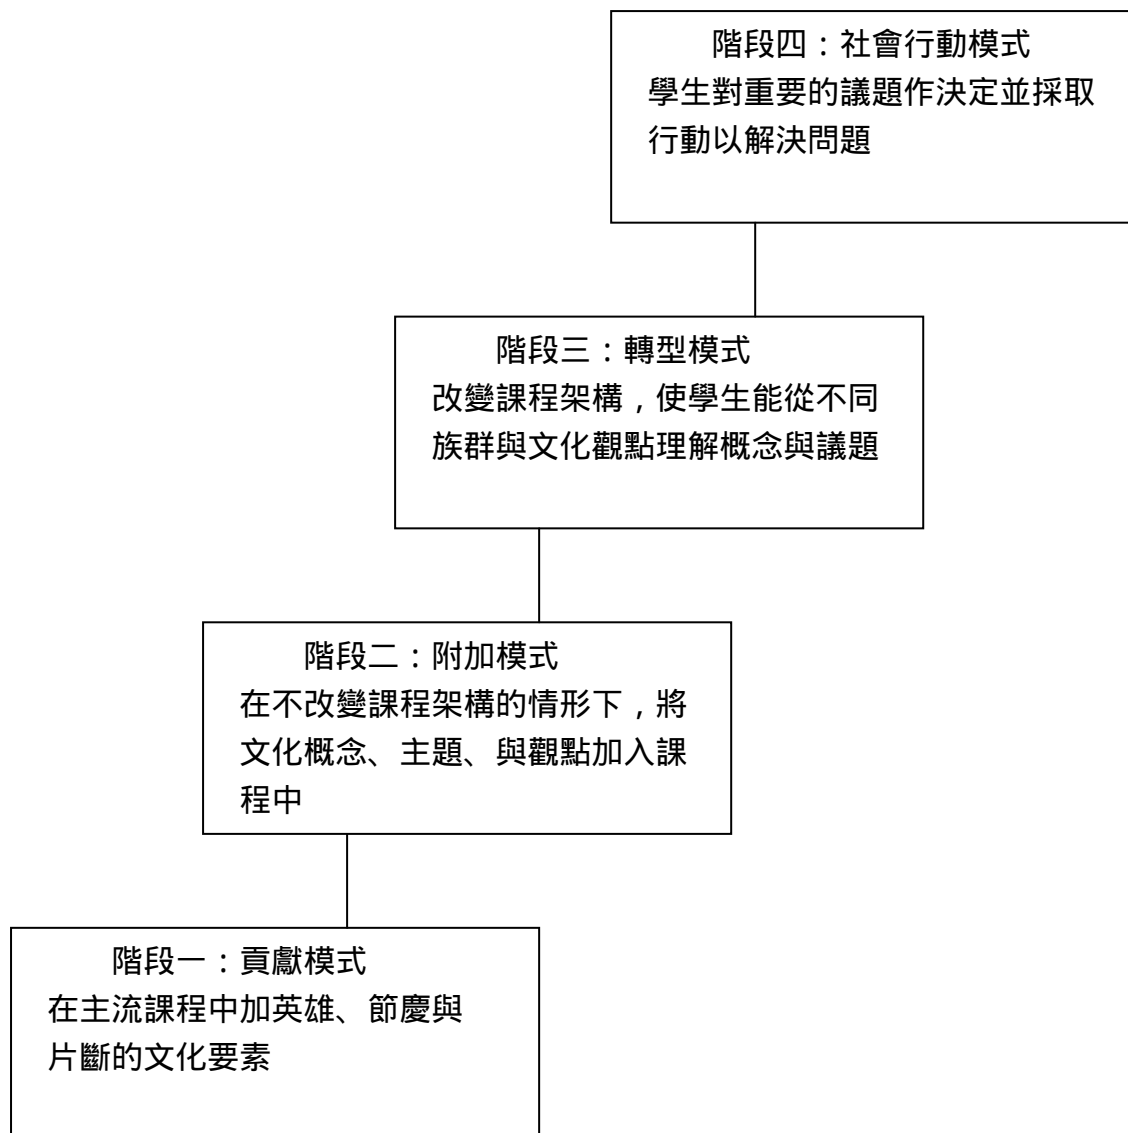 階段四：社會行動模式
學生對重要的議題作決定並採取
行動以解決問題
階段三：轉型模式
改變課程架構，使學生能從不同
族群與文化觀點理解概念與議題
階段二：附加模式
在不改變課程架構的情形下，將
文化概念、主題、與觀點加入課
程中
階段一：貢獻模式
在主流課程中加英雄、節慶與
片斷的文化要素